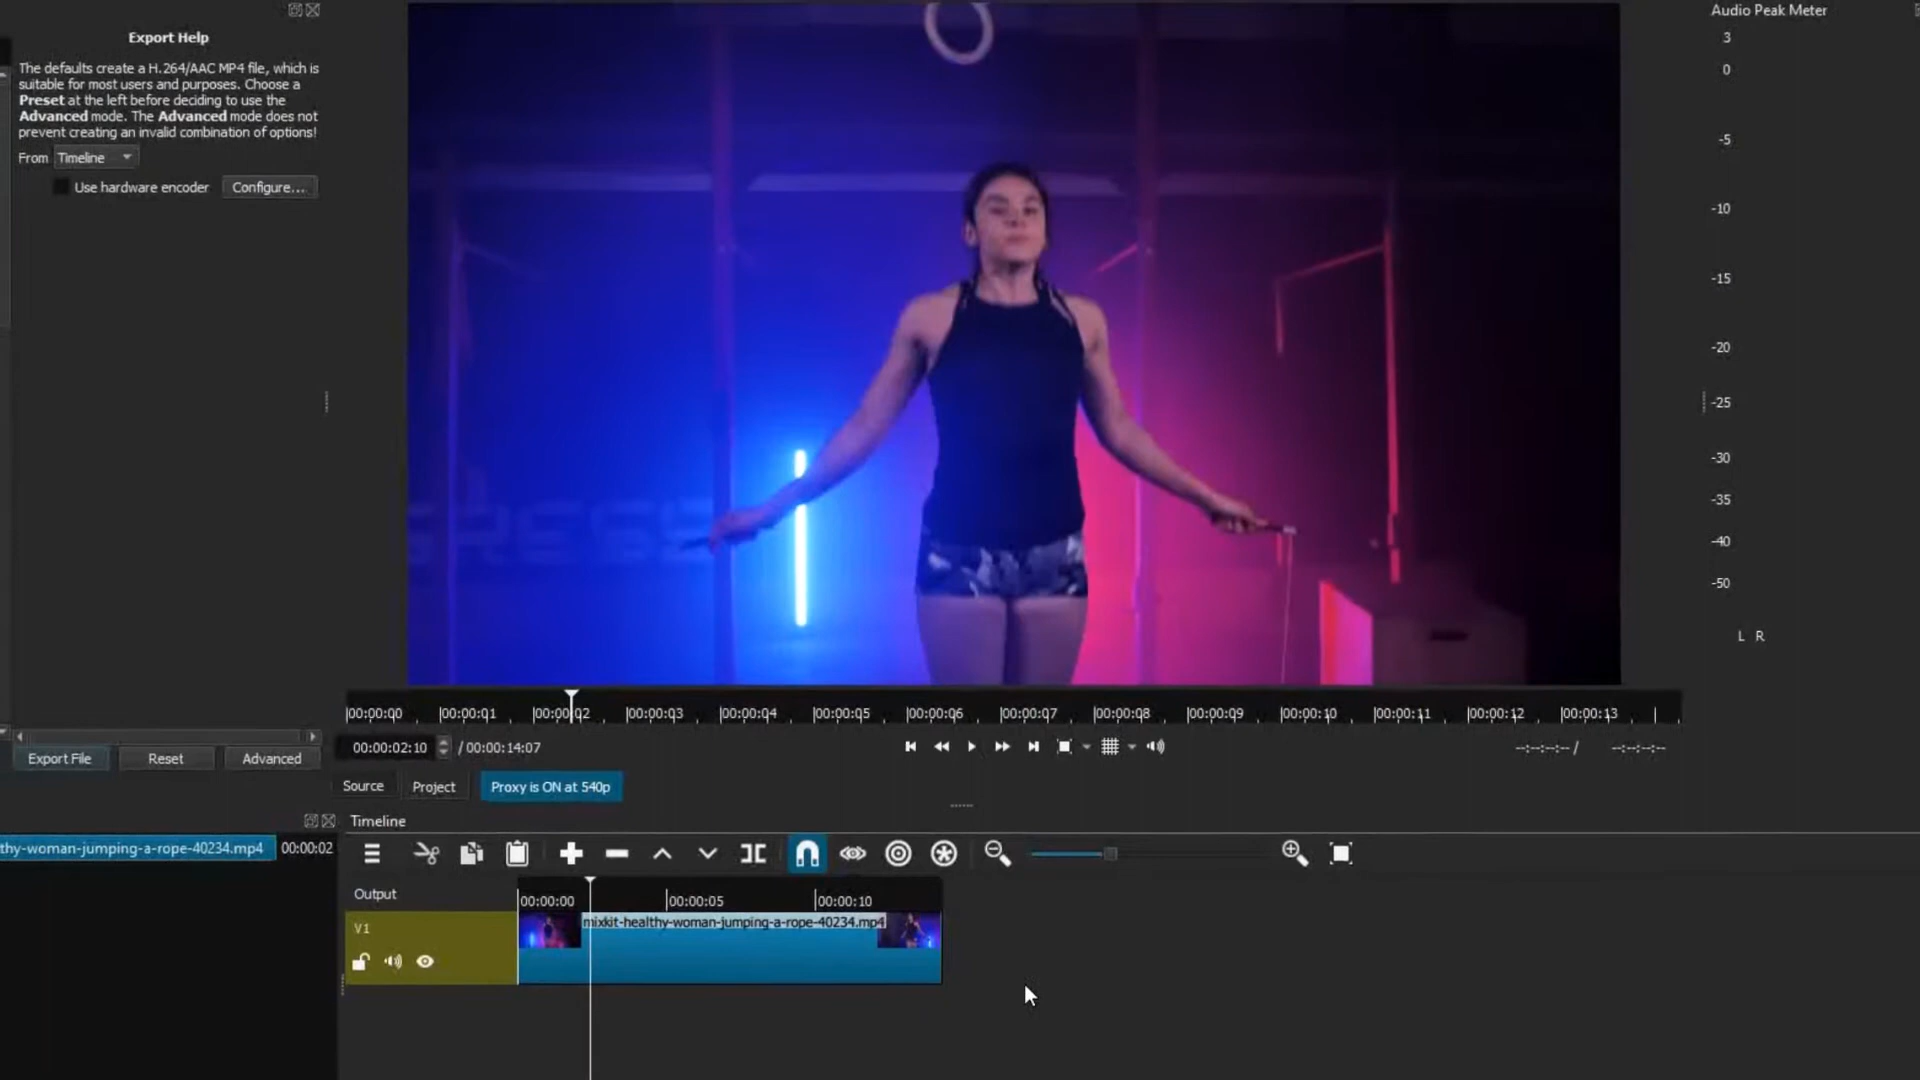 Export Help
The defaults create a H.264/AAC MP4 file, which is
suitable for most users and purposes. Choose a
Preset at the left before deciding to use the
Advanced mode. The Advanced mode does not
prevent creating an invalid combination of options!
From Timeline
Use hardware encoder Configure...
Export File Reset Advanced
thy-woman-jumping-a-rope-40234.mp4 00:00:02
Audio Peak Meter
3
0
-5
-10
-15
-20
-25
-30
-35
-40
-50
L R
GRESS
00:00:00 00:00:01 00:00:02 00:00:03 00:00:04 00:00:05 00:00:06 00:00:07 00:00:08 00:00:09 00:00:10 00:00:11 00:00:12 00:00:13
00:00:02:10 / 00:00:14:07 --:--:--:-- / --:--:--:--
Source Project Proxy is ON at 540p
Timeline
Output 00:00:00 00:00:05 00:00:10
V1 mixkit-healthy-woman-jumping-a-rope-40234.mp4